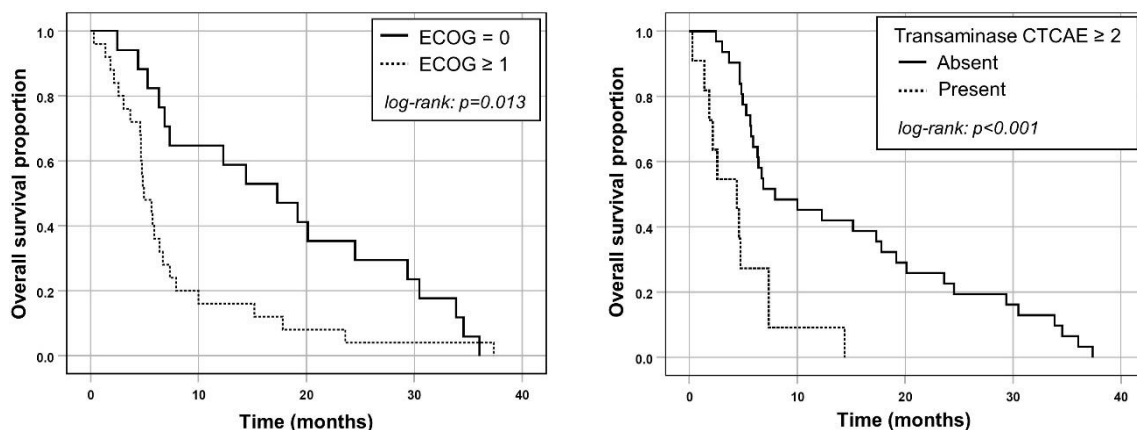 ECOG = 0
ECOG ≥ 1
log-rank: p=0.013
Overall survival proportion
1.0
0.8
0.6
0.4
0.2
0.0
0 10 20 30 40
Time (months)
Transaminase CTCAE ≥ 2
Absent
Present
log-rank: p<0.001
Overall survival proportion
1.0
0.8
0.6
0.4
0.2
0.0
0 10 20 30 40
Time (months)